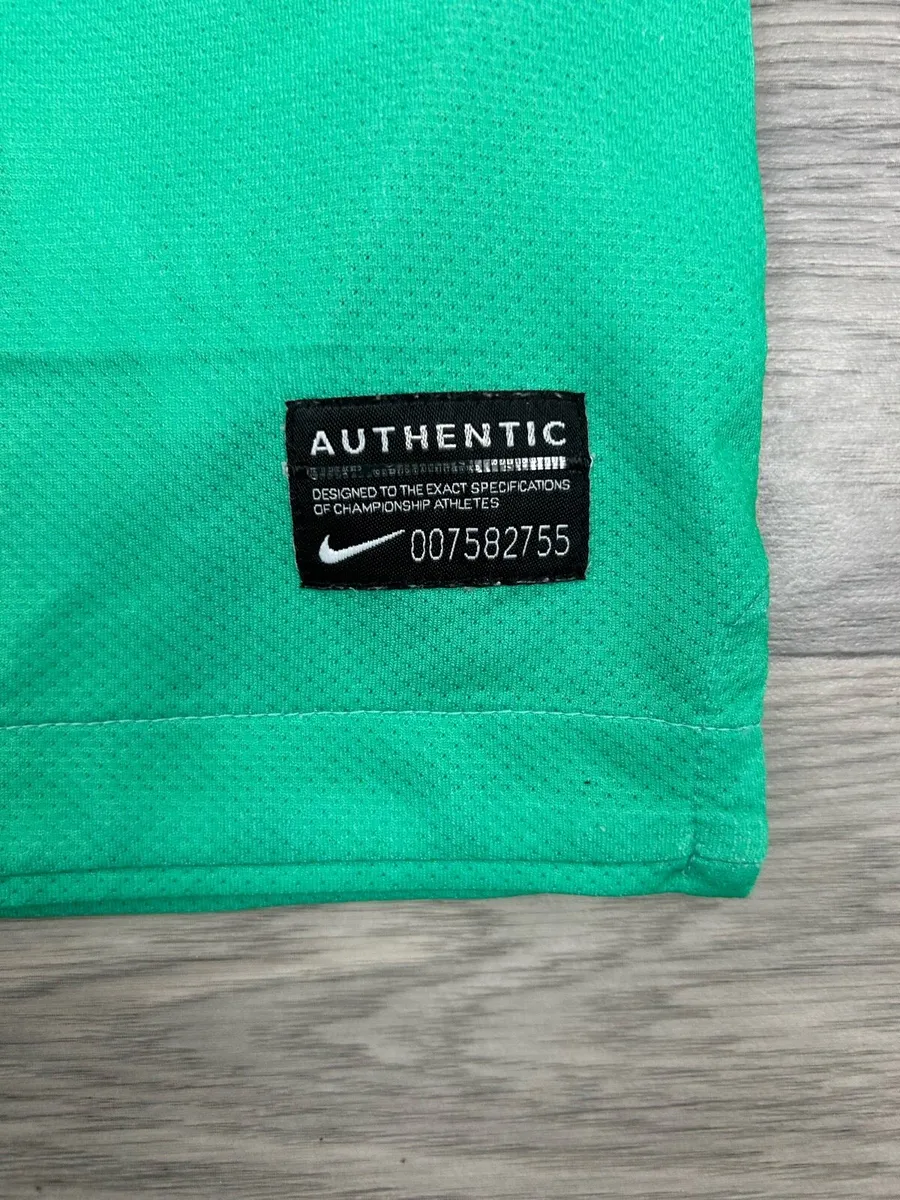 AUTHENTIC
DESIGNED TO THE EXACT SPECIFICATIONS
OF CHAMPIONSHIP ATHLETES
007582755